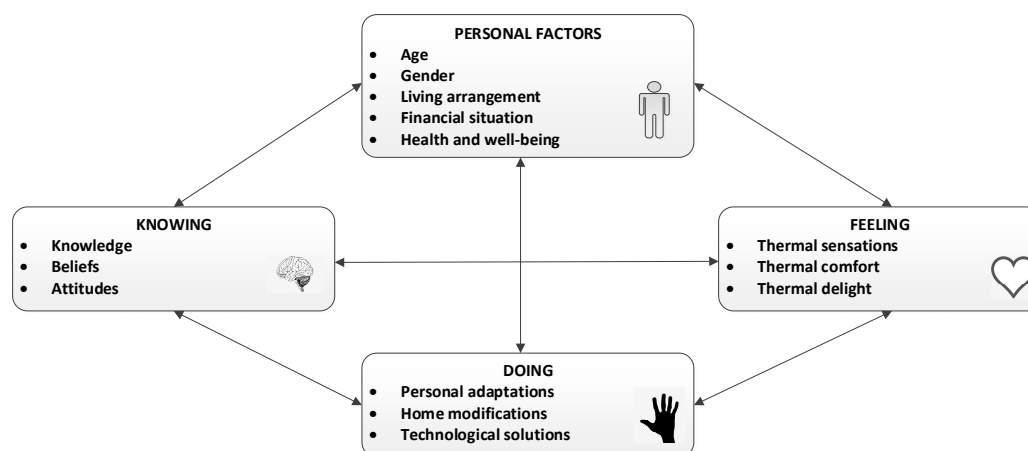 PERSONAL FACTORS
• Age
• Gender
• Living arrangement
• Financial situation
• Health and well-being
KNOWING
• Knowledge
• Beliefs
• Attitudes
FEELING
• Thermal sensations
• Thermal comfort
• Thermal delight
DOING
• Personal adaptations
• Home modifications
• Technological solutions